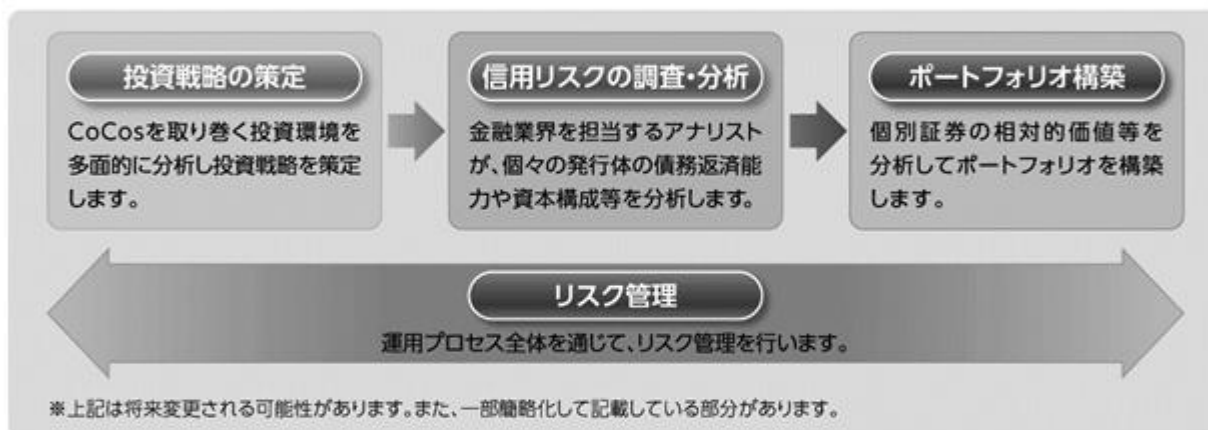 投資戦略の策定
CoCosを取り巻く投資環境を
多面的に分析し投資戦略を策定
します。
信用リスクの調査・分析
金融業界を担当するアナリスト
が、個々の発行体の債務返済能
力や資本構成等を分析します。
ポートフォリオ構築
個別証券の相対的価値等を
分析してポートフォリオを構築
します。
リスク管理
運用プロセス全体を通じて、リスク管理を行います。
※上記は将来変更される可能性があります。また、一部簡略化して記載している部分があります。